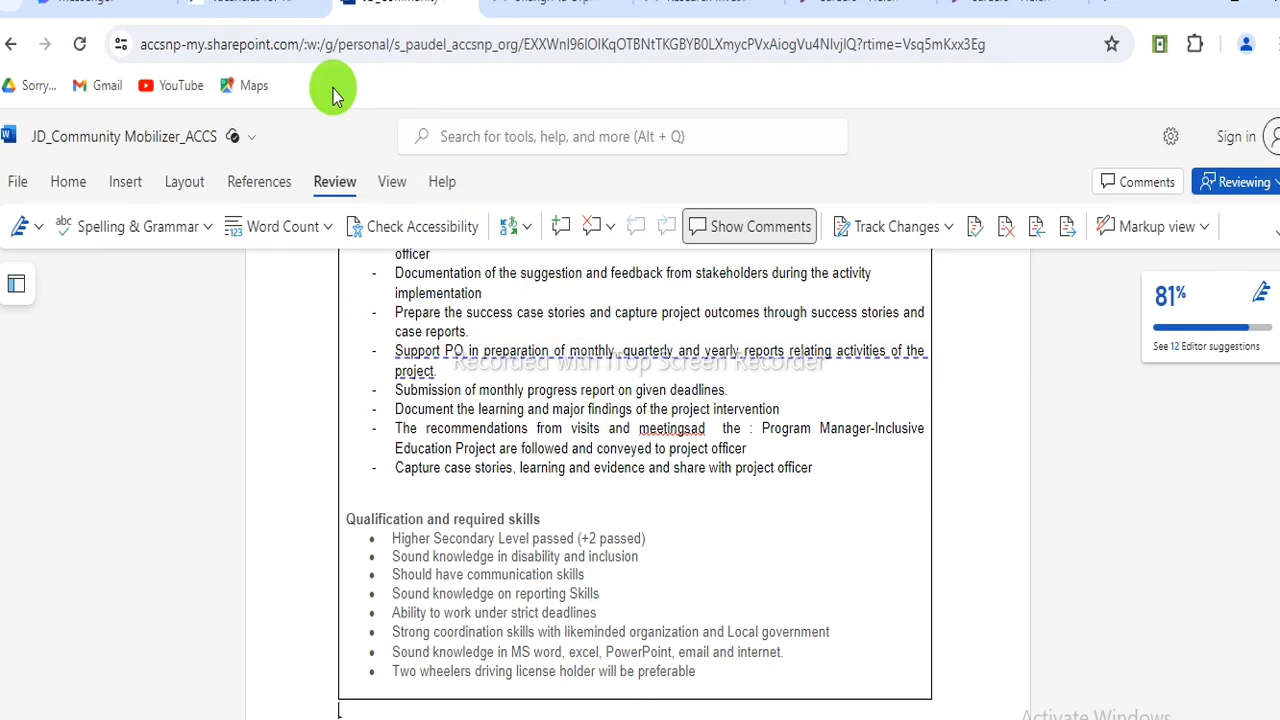 accsnp-my.sharepoint.com/:w:/g/personal/s_paudel_accsnp_org/EXXWnI96IOIKqOTBNtTKGBYB0LXmycPVxAiogVu4NIvjIQ?rtime=Vsq5mKxx3Eg
Sorry... Gmail YouTube Maps
JD_Community Mobilizer_ACCS Search for tools, help, and more (Alt + Q) Sign in
File Home Insert Layout References Review View Help Comments Reviewing
Spelling & Grammar Word Count Check Accessibility Show Comments Track Changes Markup view
officer
- Documentation of the suggestion and feedback from stakeholders during the activity
implementation
- Prepare the success case stories and capture project outcomes through success stories and
case reports.
- Support PO in preparation of monthly, quarterly and yearly reports relating activities of the
project.
Recorded with iTop Screen Recorder
- Submission of monthly progress report on given deadlines.
- Document the learning and major findings of the project intervention
- The recommendations from visits and meetingsad the : Program Manager-Inclusive
Education Project are followed and conveyed to project officer
- Capture case stories, learning and evidence and share with project officer
81%
See 12 Editor suggestions
Qualification and required skills
• Higher Secondary Level passed (+2 passed)
• Sound knowledge in disability and inclusion
• Should have communication skills
• Sound knowledge on reporting Skills
• Ability to work under strict deadlines
• Strong coordination skills with likeminded organization and Local government
• Sound knowledge in MS word, excel, PowerPoint, email and internet.
• Two wheelers driving license holder will be preferable
Activate Windows